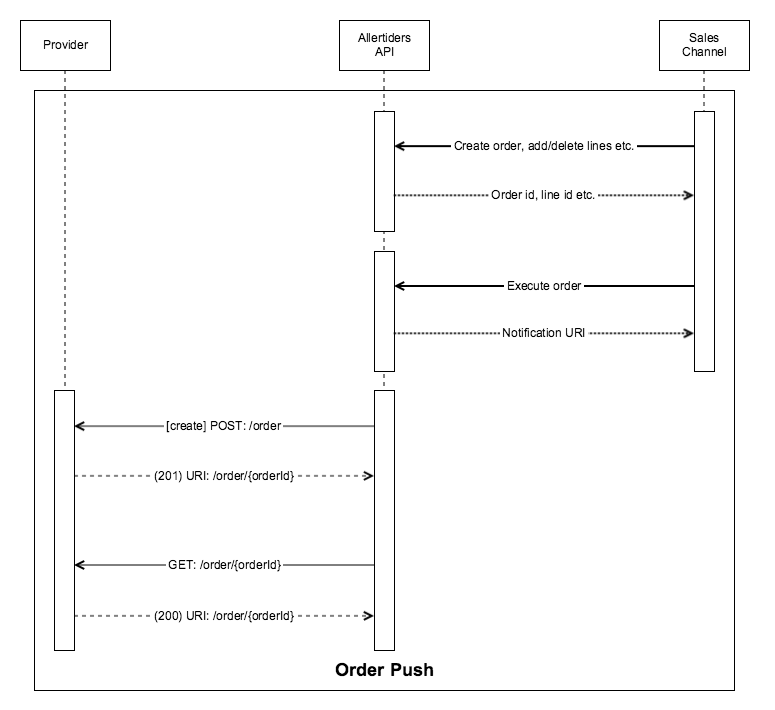 Provider
Allertiders
API
Sales
Channel
Create order, add/delete lines etc.
Order id, line id etc.
Execute order
Notification URI
[create] POST: /order
(201) URI: /order/{orderId}
GET: /order/{orderId}
(200) URI: /order/{orderId}
Order Push